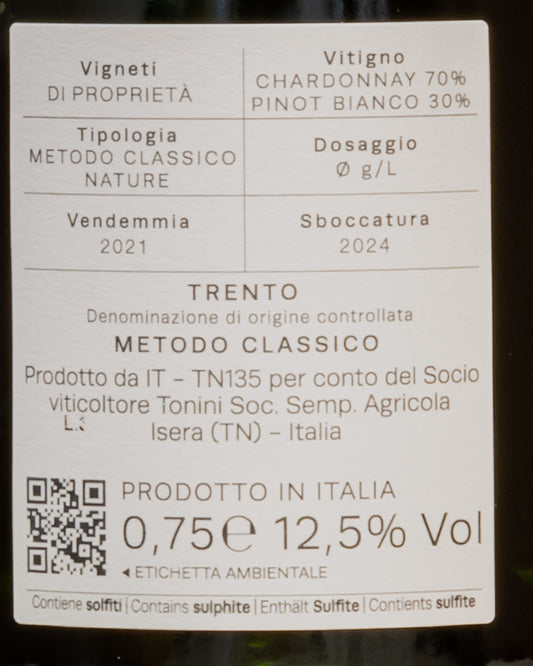 Vigneti
DI PROPRIETÀ
Vitigno
CHARDONNAY 70%
PINOT BIANCO 30%
Tipologia
METODO CLASSICO
NATURE
Dosaggio
Ø g/L
Vendemmia
2021
Sboccatura
2024
TRENTO
Denominazione di origine controllata
METODO CLASSICO
Prodotto da IT – TN135 per conto del Socio
viticoltore Tonini Soc. Semp. Agricola
Isera (TN) – Italia
PRODOTTO IN ITALIA
0,75℮ 12,5% Vol
◂ ETICHETTA AMBIENTALE
Contiene solfiti | Contains sulphite | Enthält Sulfite | Contients sulfite